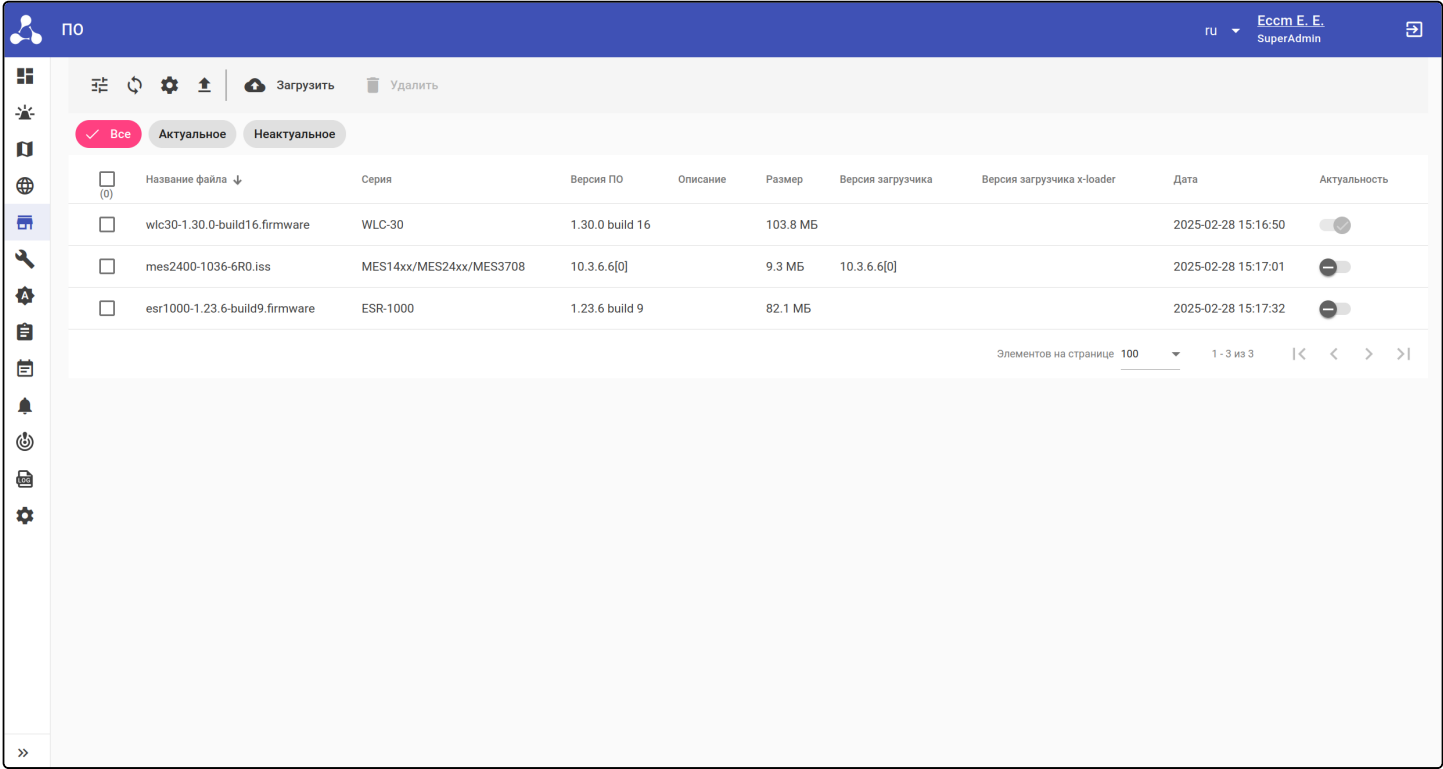 ПО
ru
Eccm E. E.
SuperAdmin
Загрузить
Удалить
Все
Актуальное
Неактуальное
(0)
Название файла Серия Версия ПО Описание Размер Версия загрузчика Версия загрузчика x-loader Дата Актуальность
wlc30-1.30.0-build16.firmware WLC-30 1.30.0 build 16 103.8 МБ 2025-02-28 15:16:50
mes2400-1036-6R0.iss MES14xx/MES24xx/MES3708 10.3.6.6[0] 9.3 МБ 10.3.6.6[0] 2025-02-28 15:17:01
esr1000-1.23.6-build9.firmware ESR-1000 1.23.6 build 9 82.1 МБ 2025-02-28 15:17:32
Элементов на странице 100 1 - 3 из 3
LOG